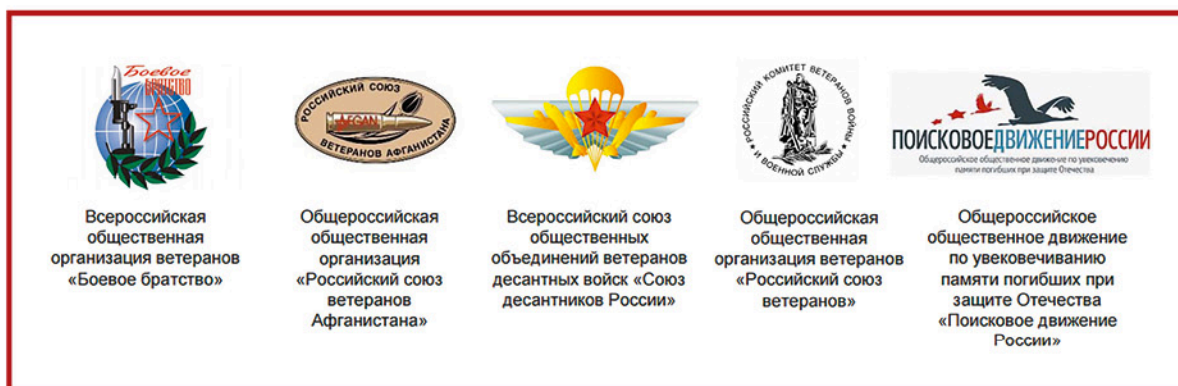 Боевое
БРАТСТВО
РОССИЙСКИЙ СОЮЗ
AFGAN
ВЕТЕРАНОВ АФГАНИСТАНА
РОССИЙСКИЙ КОМИТЕТ ВЕТЕРАНОВ ВОЙНЫ
И ВОЕННОЙ СЛУЖБЫ
ПОИСКОВОЕДВИЖЕНИЕРОССИИ
Общероссийское общественное движение по увековечению
памяти погибших при защите Отечества
Всероссийская
общественная
организация ветеранов
«Боевое братство»
Общероссийская
общественная
организация
«Российский союз
ветеранов
Афганистана»
Всероссийский союз
общественных
объединений ветеранов
десантных войск «Союз
десантников России»
Общероссийская
общественная
организация ветеранов
«Российский союз
ветеранов»
Общероссийское
общественное движение
по увековечиванию
памяти погибших при
защите Отечества
«Поисковое движение
России»